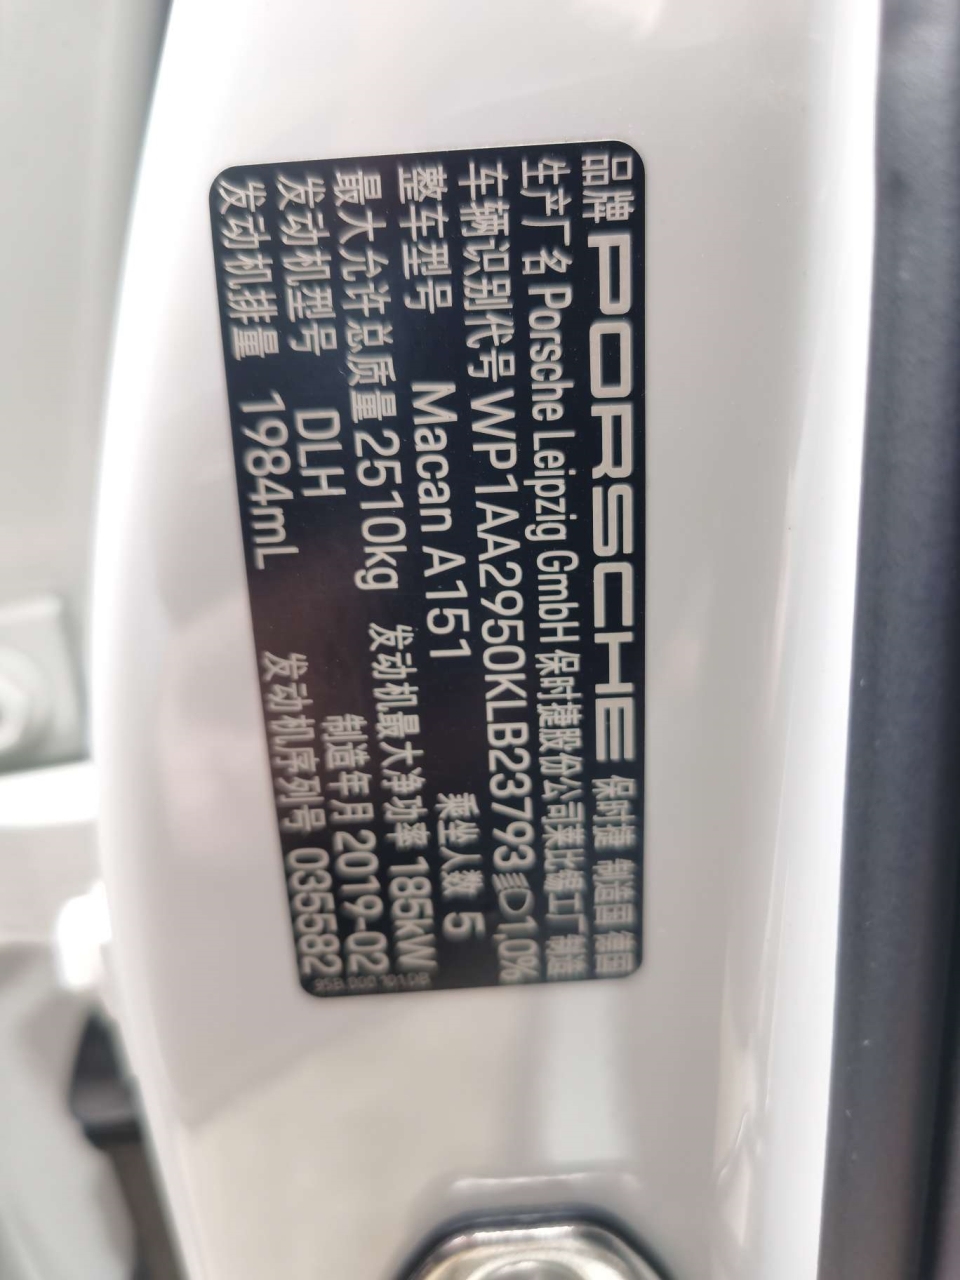 品牌 PORSCHE 保时捷 制造国 德国
生产厂名 Porsche Leipzig GmbH 保时捷股份公司莱比锡工厂 制造
车辆识别代号 WP1AA2950KLB23793 1,0%
整车型号 Macan A151 乘坐人数 5
最大允许总质量 2510kg 发动机最大净功率 185kW
发动机型号 DLH 制造年月 2019-02
发动机排量 1984mL 发动机序列号 035582